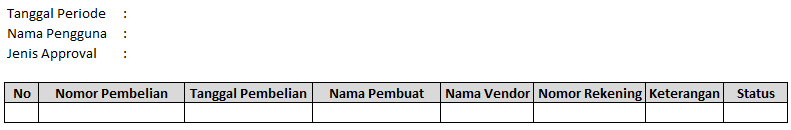 Tanggal Periode :
Nama Pengguna :
Jenis Approval :
No Nomor Pembelian Tanggal Pembelian Nama Pembuat Nama Vendor Nomor Rekening Keterangan Status